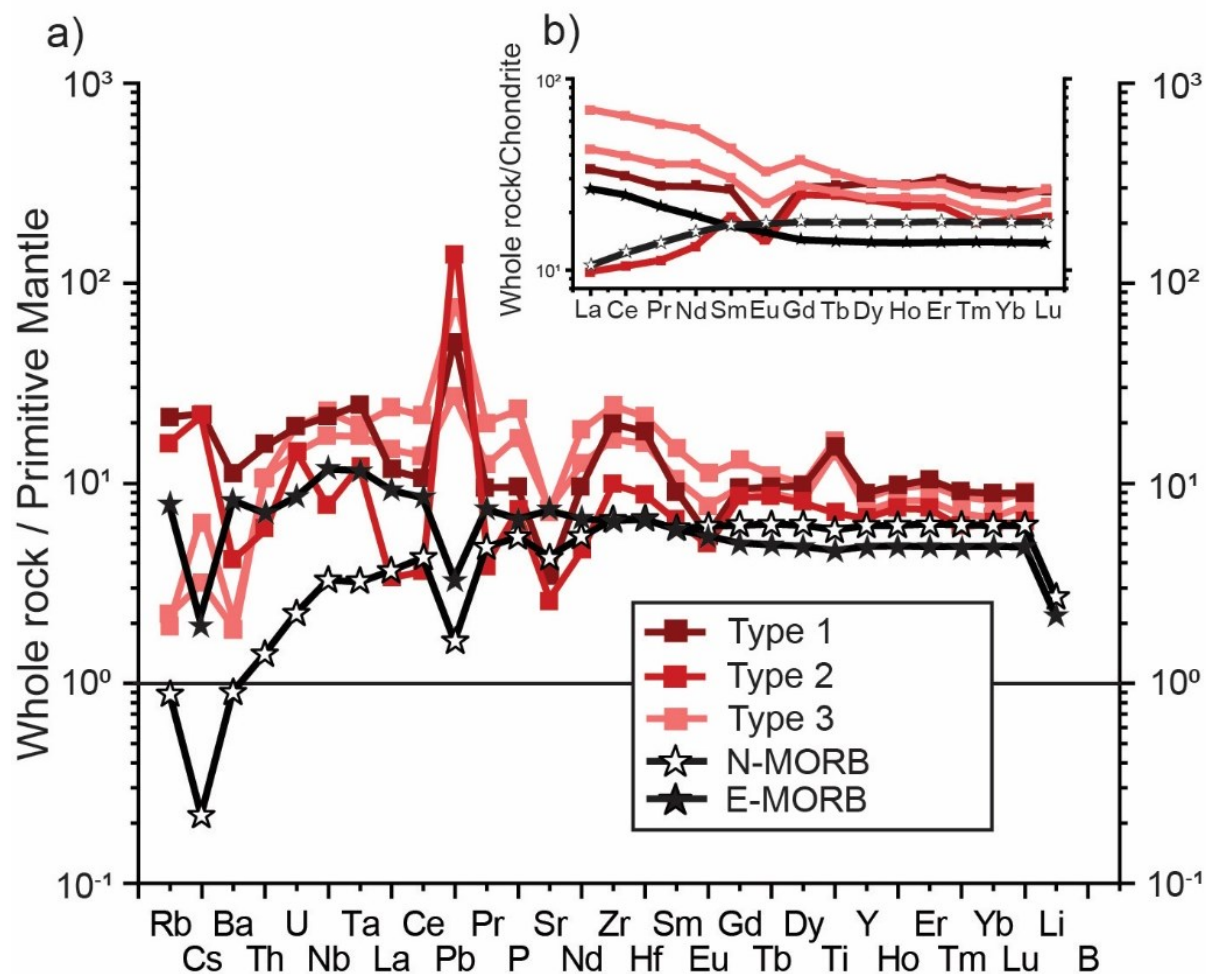 a)
b)
Whole rock / Primitive Mantle
10³
10²
10¹
10⁰
10⁻¹
Whole rock/Chondrite
10²
10¹
La Ce Pr Nd Sm Eu Gd Tb Dy Ho Er Tm Yb Lu
10³
10²
10¹
10⁰
10⁻¹
Type 1
Type 2
Type 3
N-MORB
E-MORB
Rb Ba U Ta Ce Pr Sr Zr Sm Gd Dy Y Er Yb Li
Cs Th Nb La Pb P Nd Hf Eu Tb Ti Ho Tm Lu B